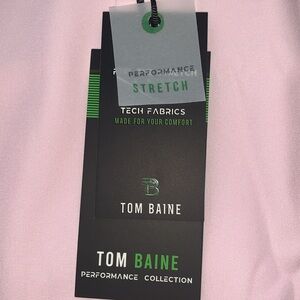 PERFORMANCE
STRETCH
TECH FABRICS
MADE FOR YOUR COMFORT
B
TOM BAINE
TOM BAINE
PERFORMANCE COLLECTION